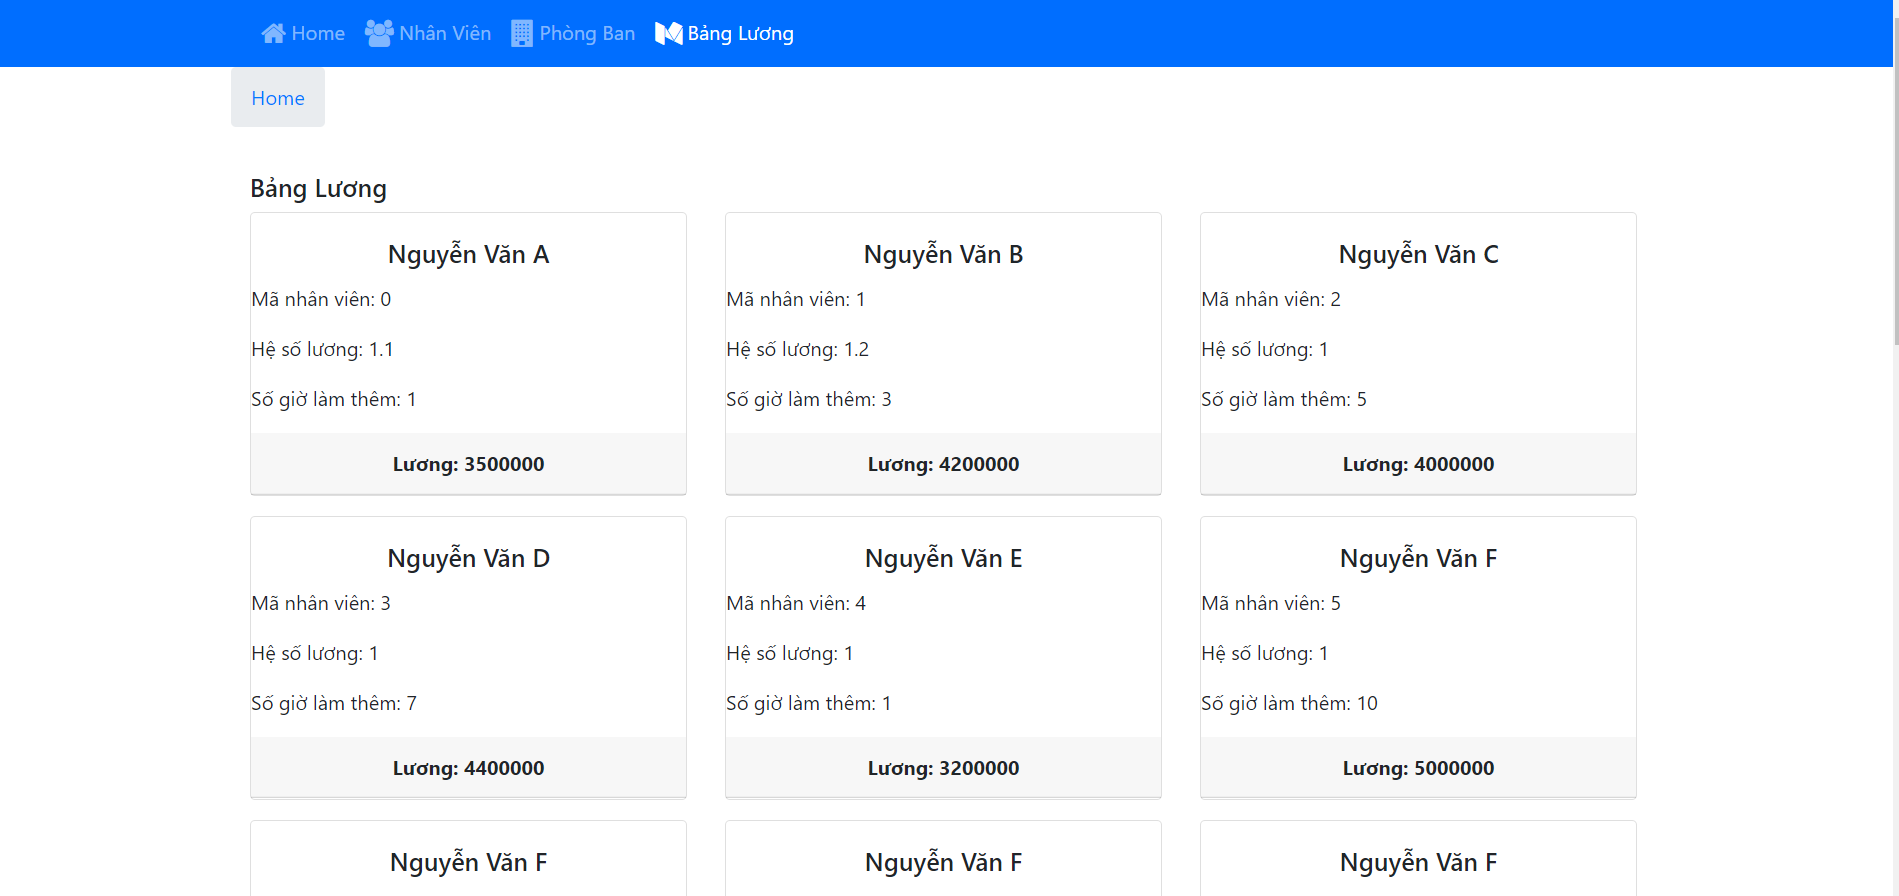 Home Nhân Viên Phòng Ban Bảng Lương
Home
Bảng Lương
Nguyễn Văn A
Mã nhân viên: 0
Hệ số lương: 1.1
Số giờ làm thêm: 1
Lương: 3500000
Nguyễn Văn B
Mã nhân viên: 1
Hệ số lương: 1.2
Số giờ làm thêm: 3
Lương: 4200000
Nguyễn Văn C
Mã nhân viên: 2
Hệ số lương: 1
Số giờ làm thêm: 5
Lương: 4000000
Nguyễn Văn D
Mã nhân viên: 3
Hệ số lương: 1
Số giờ làm thêm: 7
Lương: 4400000
Nguyễn Văn E
Mã nhân viên: 4
Hệ số lương: 1
Số giờ làm thêm: 1
Lương: 3200000
Nguyễn Văn F
Mã nhân viên: 5
Hệ số lương: 1
Số giờ làm thêm: 10
Lương: 5000000
Nguyễn Văn F
Nguyễn Văn F
Nguyễn Văn F